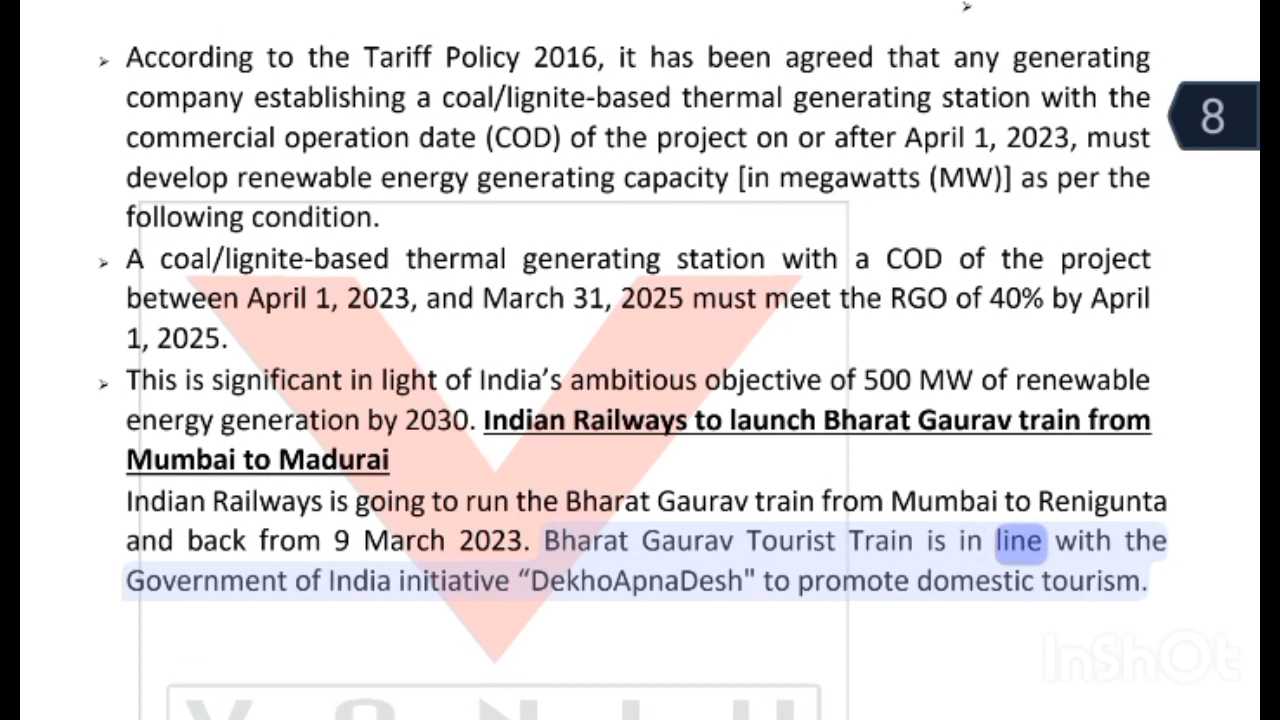 ➢ According to the Tariff Policy 2016, it has been agreed that any generating
company establishing a coal/lignite-based thermal generating station with the
commercial operation date (COD) of the project on or after April 1, 2023, must
develop renewable energy generating capacity [in megawatts (MW)] as per the
following condition.
➢ A coal/lignite-based thermal generating station with a COD of the project
between April 1, 2023, and March 31, 2025 must meet the RGO of 40% by April
1, 2025.
➢ This is significant in light of India's ambitious objective of 500 MW of renewable
energy generation by 2030. Indian Railways to launch Bharat Gaurav train from
Mumbai to Madurai
Indian Railways is going to run the Bharat Gaurav train from Mumbai to Renigunta
and back from 9 March 2023. Bharat Gaurav Tourist Train is in line with the
Government of India initiative “DekhoApnaDesh" to promote domestic tourism.
8
InShOt